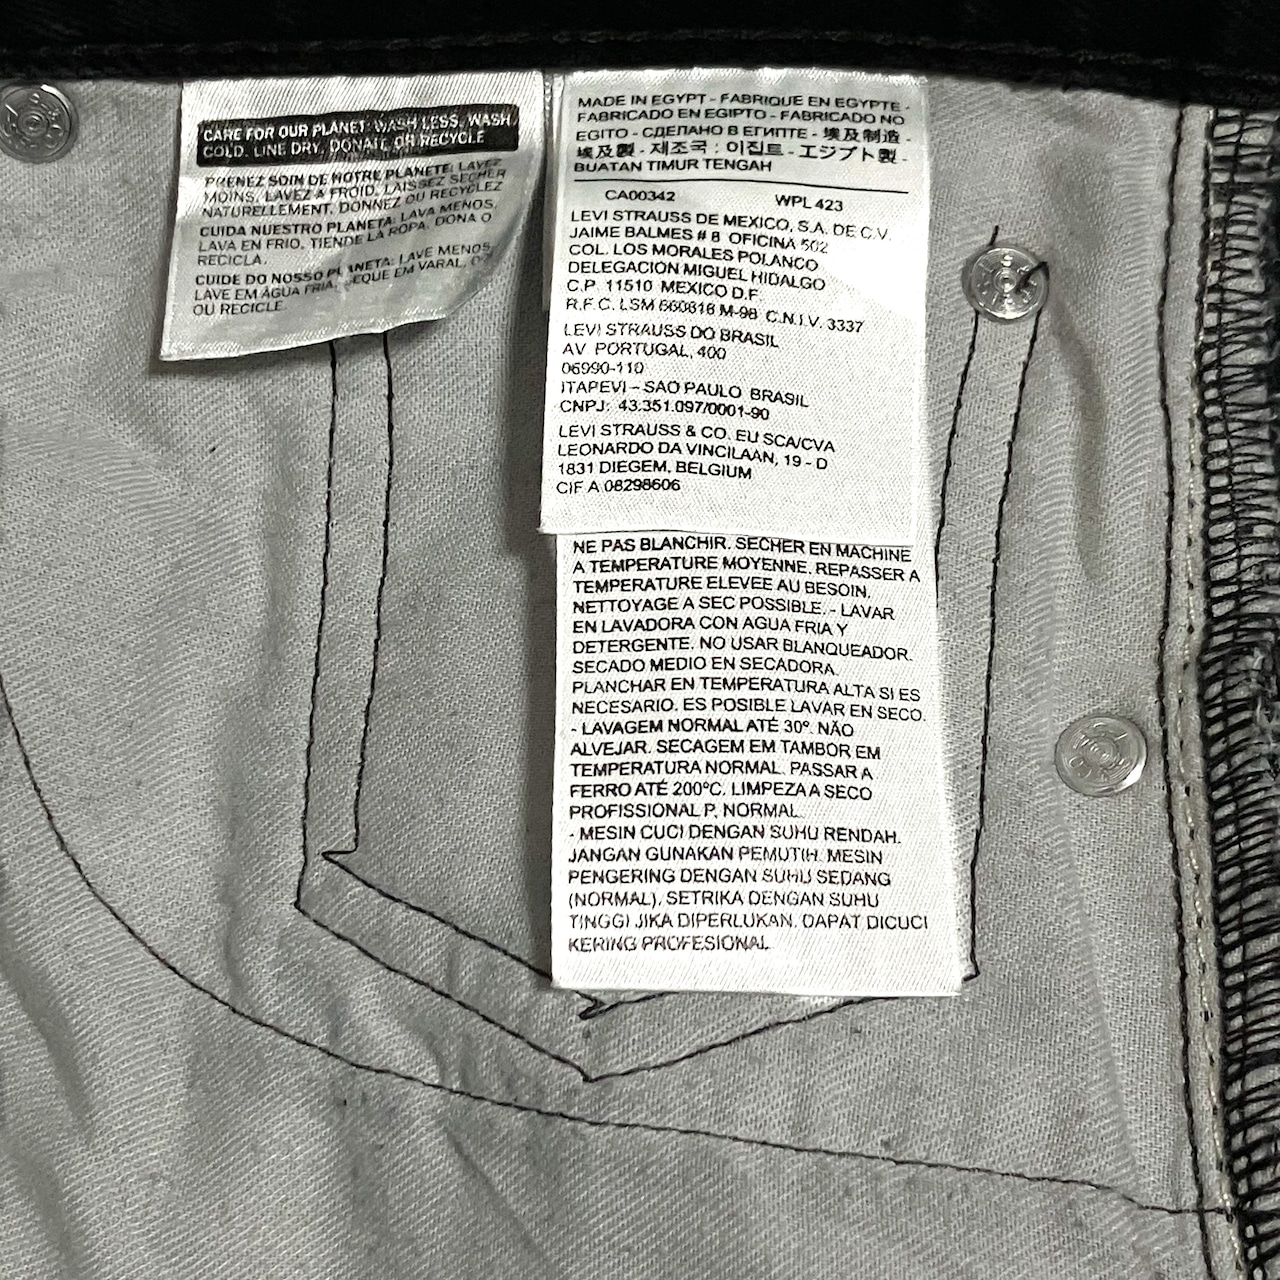 CARE FOR OUR PLANET: WASH LESS, WASH
COLD, LINE DRY, DONATE OR RECYCLE
PRENEZ SOIN DE NOTRE PLANETE: LAVEZ
MOINS, LAVEZ A FROID, LAISSEZ SECHER
NATURELLEMENT, DONNEZ OU RECYCLEZ
CUIDA NUESTRO PLANETA: LAVA MENOS,
LAVA EN FRIO, TIENDE LA ROPA, DONA O
RECICLA.
CUIDE DO NOSSO PLANETA: LAVE MENOS,
LAVE EM ÁGUA FRIA, SEQUE EM VARAL,
OU RECICLE.
MADE IN EGYPT - FABRIQUE EN EGYPTE -
FABRICADO EN EGIPTO - FABRICADO NO
EGITO - СДЕЛАНО В ЕГИПТЕ - 埃及制造 -
埃及製 - 제조국 : 이집트 - エジプト製 -
BUATAN TIMUR TENGAH
CA00342 WPL 423
LEVI STRAUSS DE MEXICO, S.A. DE C.V.
JAIME BALMES # 8 OFICINA 502
COL. LOS MORALES POLANCO
DELEGACION MIGUEL HIDALGO
C.P. 11510 MEXICO D.F.
R.F.C. LSM 860818 M-98 C.N.I.V. 3337
LEVI STRAUSS DO BRASIL
AV PORTUGAL, 400
06990-110
ITAPEVI – SAO PAULO BRASIL
CNPJ: 43.351.097/0001-90
LEVI STRAUSS & CO. EU SCA/CVA
LEONARDO DA VINCILAAN, 19 - D
1831 DIEGEM, BELGIUM
CIF A 08298606
NE PAS BLANCHIR. SECHER EN MACHINE
A TEMPERATURE MOYENNE. REPASSER A
TEMPERATURE ELEVEE AU BESOIN.
NETTOYAGE A SEC POSSIBLE. - LAVAR
EN LAVADORA CON AGUA FRIA Y
DETERGENTE. NO USAR BLANQUEADOR.
SECADO MEDIO EN SECADORA.
PLANCHAR EN TEMPERATURA ALTA SI ES
NECESARIO. ES POSIBLE LAVAR EN SECO.
- LAVAGEM NORMAL ATÉ 30º. NÃO
ALVEJAR. SECAGEM EM TAMBOR EM
TEMPERATURA NORMAL. PASSAR A
FERRO ATÉ 200ºC. LIMPEZA A SECO
PROFISSIONAL P, NORMAL.
- MESIN CUCI DENGAN SUHU RENDAH.
JANGAN GUNAKAN PEMUTIH. MESIN
PENGERING DENGAN SUHU SEDANG
(NORMAL). SETRIKA DENGAN SUHU
TINGGI JIKA DIPERLUKAN. DAPAT DICUCI
KERING PROFESIONAL